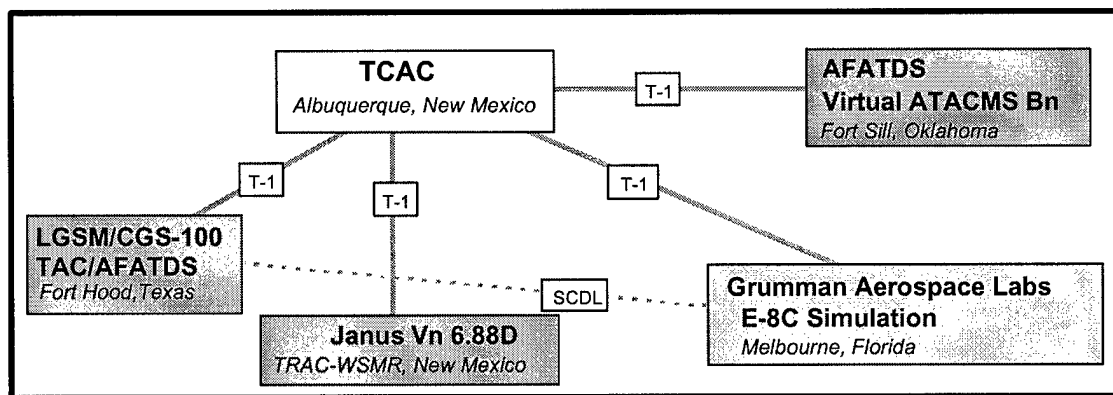 TCAC
Albuquerque, New Mexico
T-1
AFATDS
Virtual ATACMS Bn
Fort Sill, Oklahoma
T-1
T-1
T-1
LGSM/CGS-100
TAC/AFATDS
Fort Hood,Texas
SCDL
Janus Vn 6.88D
TRAC-WSMR, New Mexico
Grumman Aerospace Labs
E-8C Simulation
Melbourne, Florida